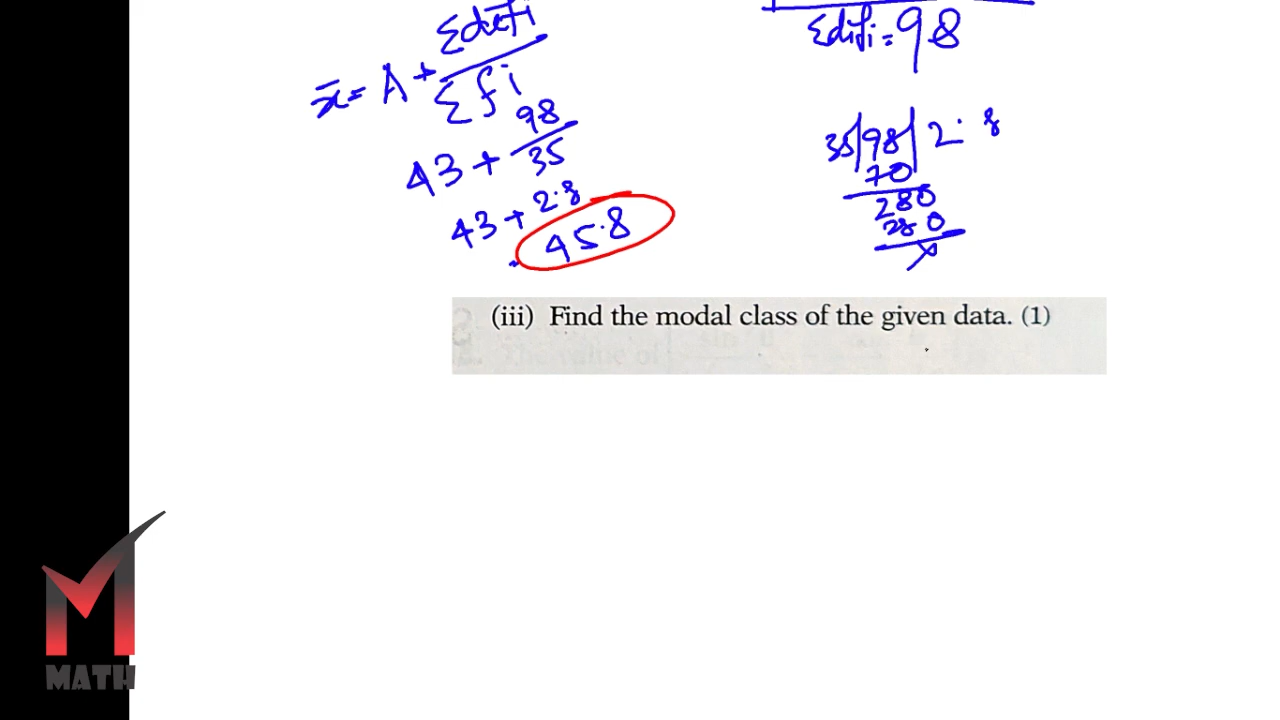 x̄ = A + Σdifi / Σfi
43 + 98/35
43 + 2.8
45.8
Σdifi = 98
35|98|2.8
70
280
280
x
(iii) Find the modal class of the given data. (1)
MATH